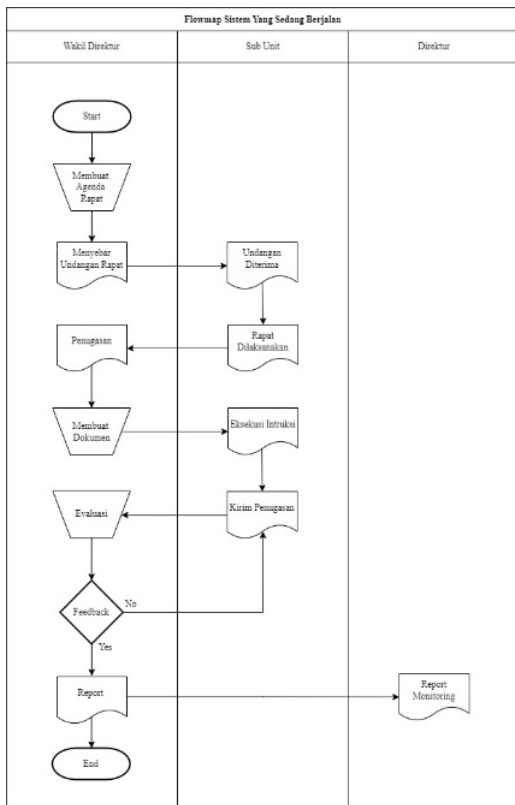 Flowmap Sistem Yang Sedang Berjalan
Wakil Direktur
Sub Unit
Direktur
Start
Membuat
Agenda
Rapat
Menyebar
Undangan Rapat
Undangan
Diterima
Penugasan
Rapat
Dilaksanakan
Membuat
Dokumen
Eksekusi Intruksi
Evaluasi
Kirim Penugasan
Feedback
No
Yes
Report
Report
Monitoring
End